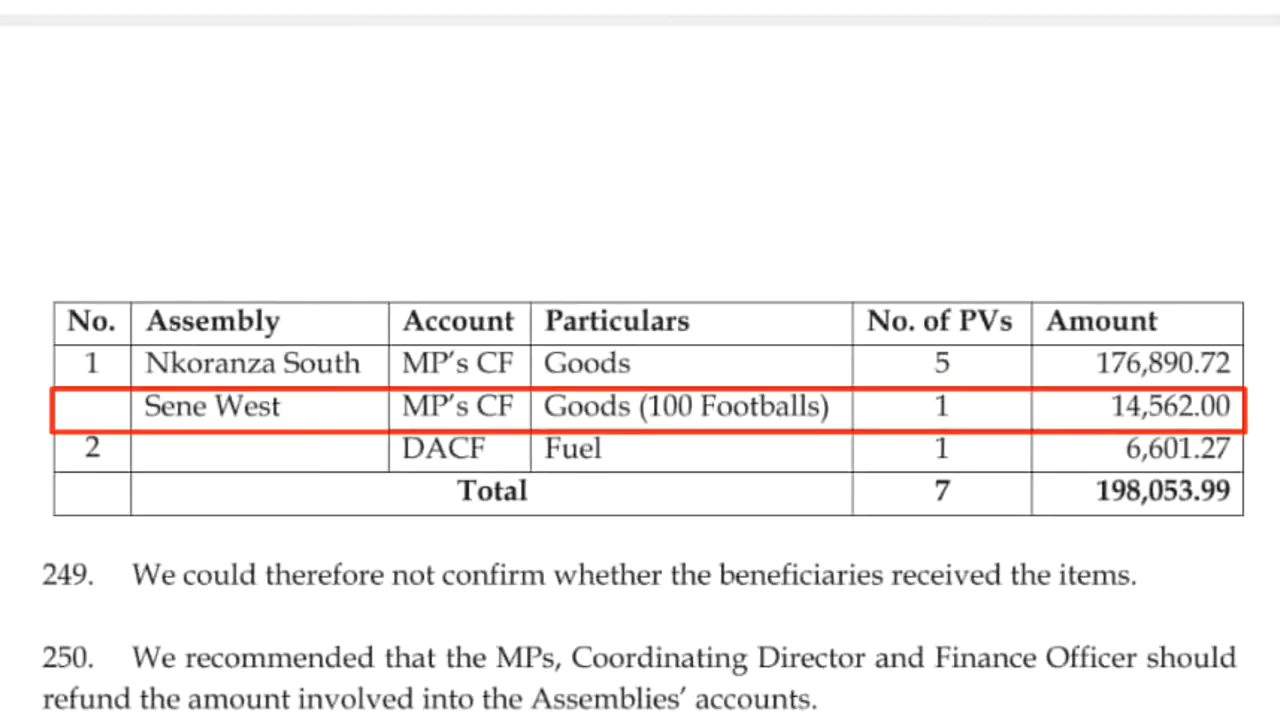 No. Assembly Account Particulars No. of PVs Amount
1 Nkoranza South MP's CF Goods 5 176,890.72
Sene West MP's CF Goods (100 Footballs) 1 14,562.00
2 DACF Fuel 1 6,601.27
Total 7 198,053.99
249. We could therefore not confirm whether the beneficiaries received the items.
250. We recommended that the MPs, Coordinating Director and Finance Officer should
refund the amount involved into the Assemblies' accounts.